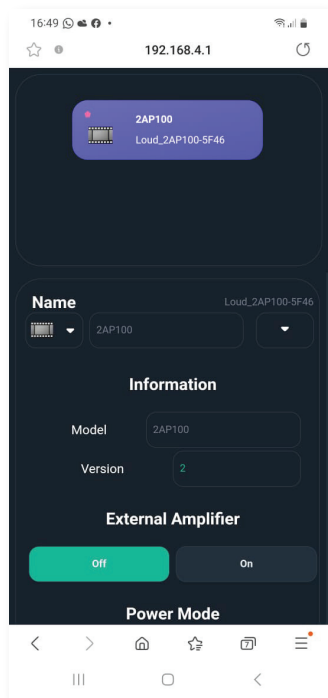 16:49
192.168.4.1
2AP100
Loud_2AP100-5F46
Name
Loud_2AP100-5F46
2AP100
Information
Model
2AP100
Version
2
External Amplifier
Off
On
Power Mode
7